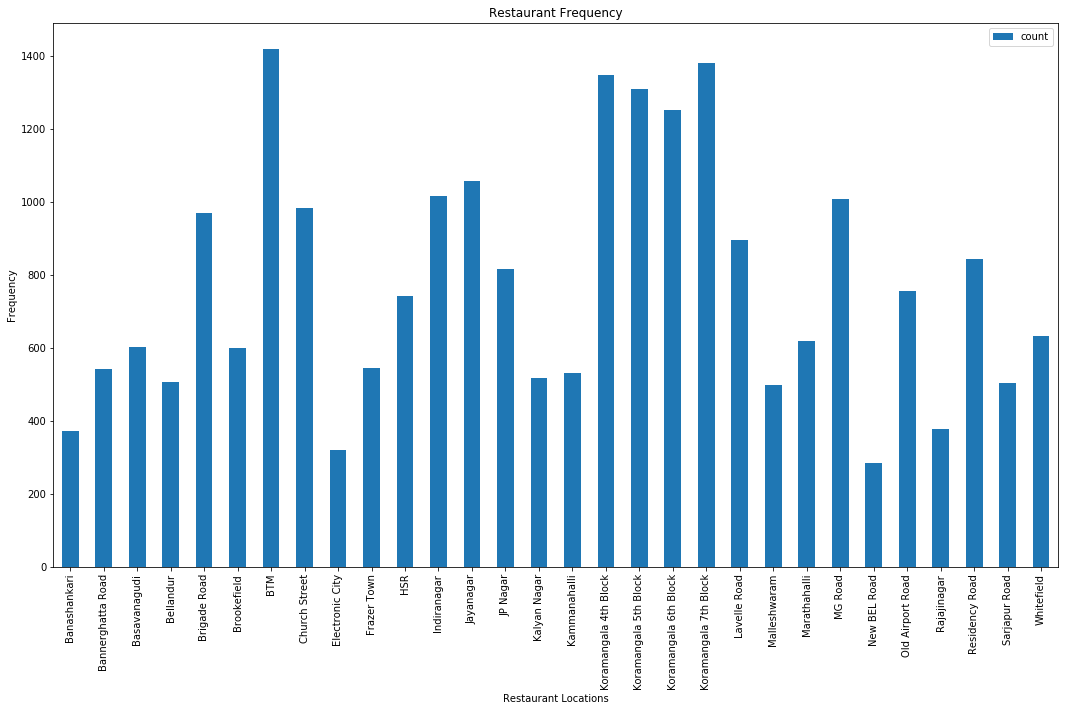 Restaurant Frequency
count
Frequency
1400
1200
1000
800
600
400
200
0
Banashankari
Bannerghatta Road
Basavanagudi
Bellandur
Brigade Road
Brookefield
BTM
Church Street
Electronic City
Frazer Town
HSR
Indiranagar
Jayanagar
JP Nagar
Kalyan Nagar
Kammanahalli
Koramangala 4th Block
Koramangala 5th Block
Koramangala 6th Block
Koramangala 7th Block
Lavelle Road
Malleshwaram
Marathahalli
MG Road
New BEL Road
Old Airport Road
Rajajinagar
Residency Road
Sarjapur Road
Whitefield
Restaurant Locations